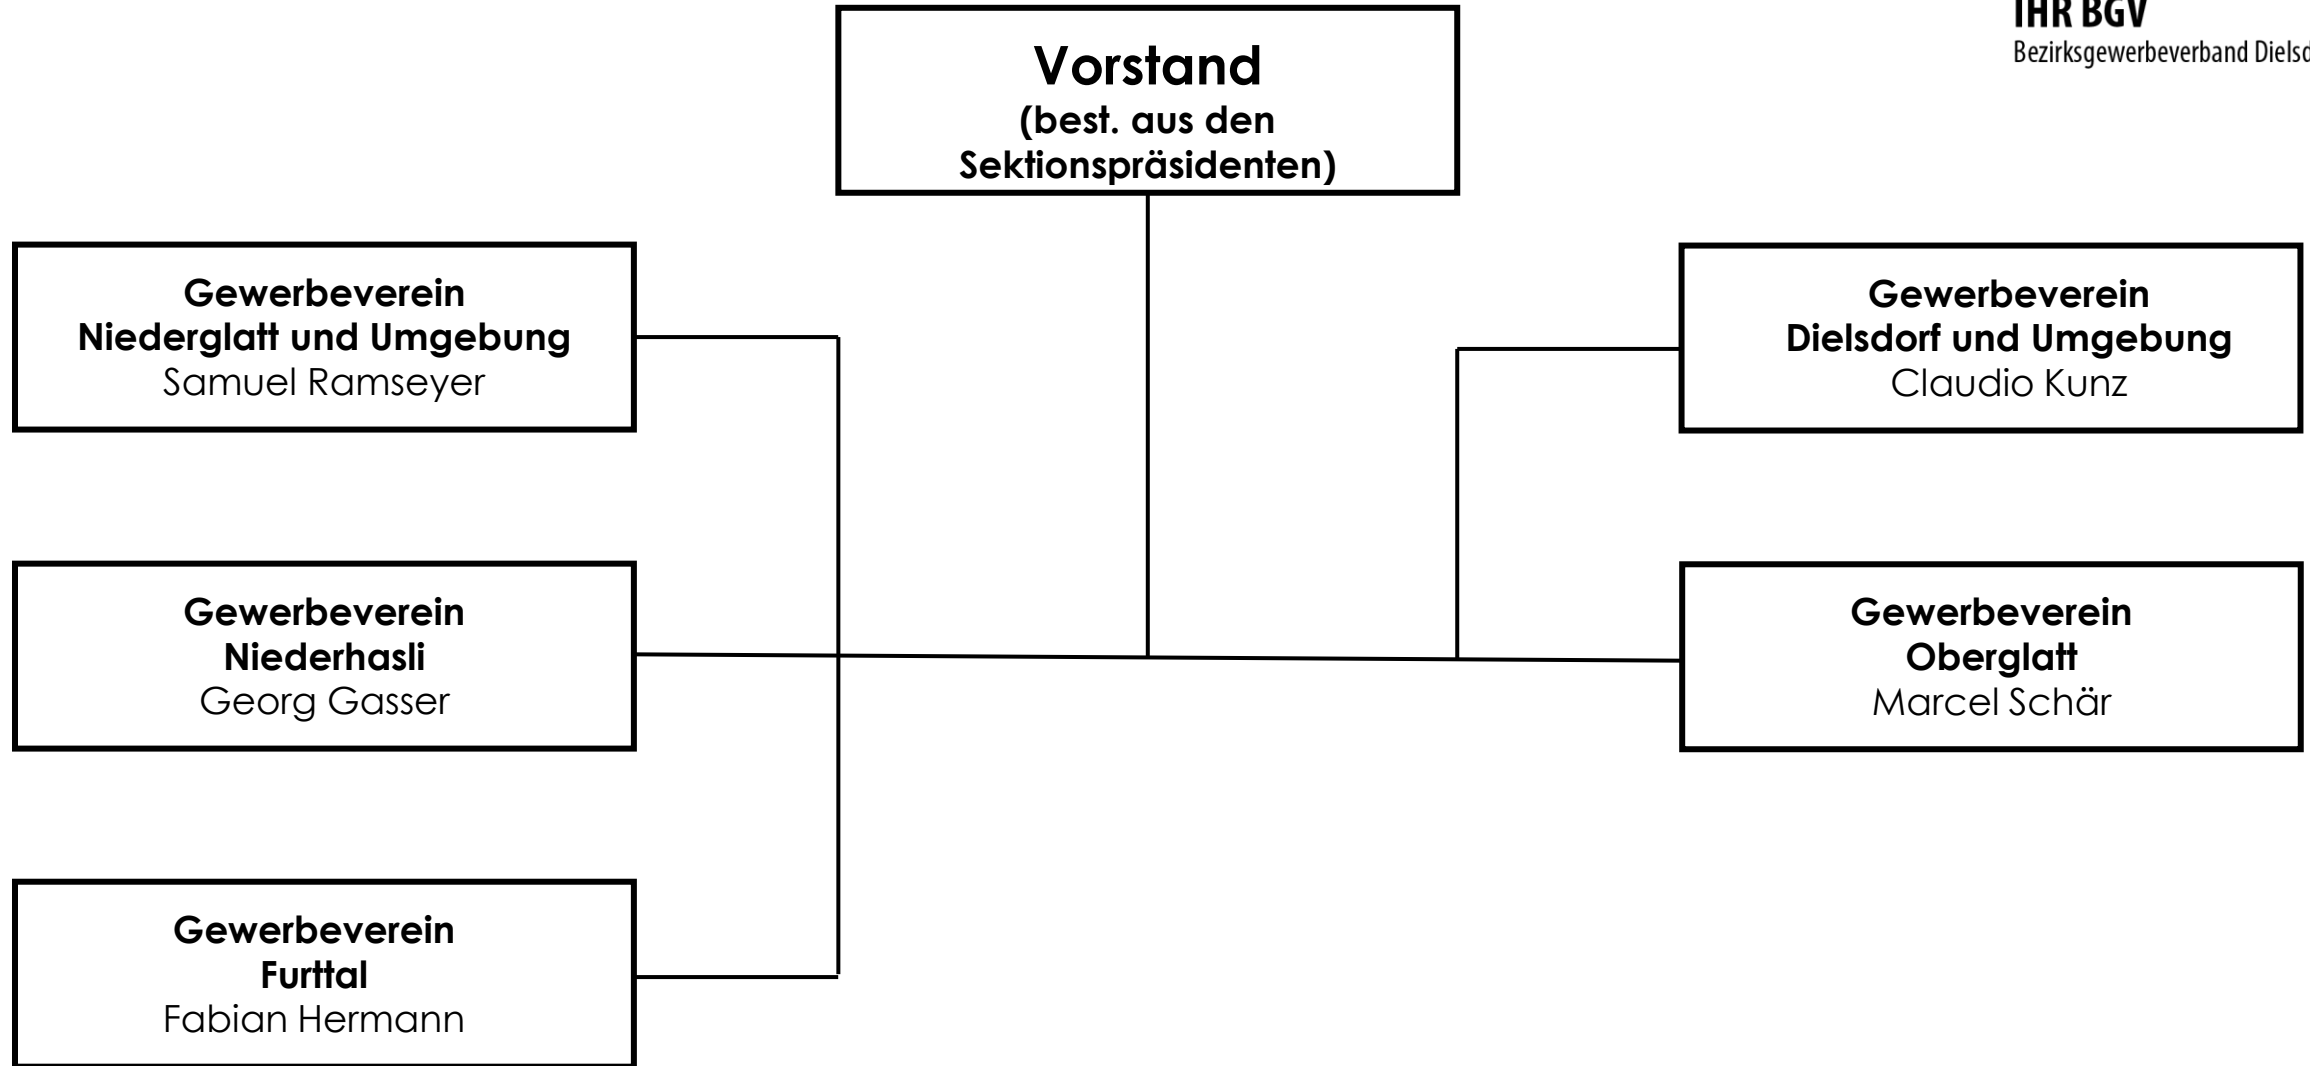 IHR BGV
Bezirksgewerbeverband
Vorstand
(best. aus den
Sektionspräsidenten)
Gewerbeverein
Niederglatt und Umgebung
Samuel Ramseyer
Gewerbeverein
Dielsdorf und Umgebung
Claudio Kunz
Gewerbeverein
Niederhasli
Georg Gasser
Gewerbeverein
Oberglatt
Marcel Schär
Gewerbeverein
Furttal
Fabian Hermann